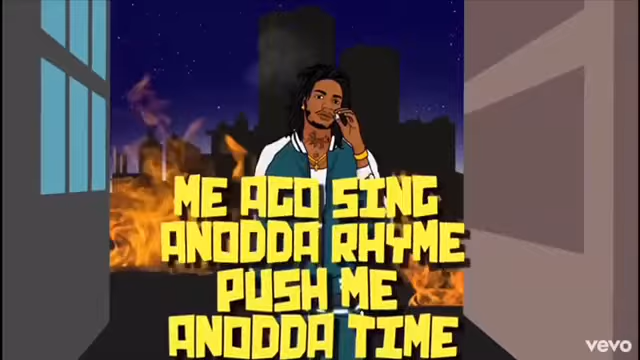 ME AGO SING
ANODDA RHYME
PUSH ME
ANODDA TIME
vevo